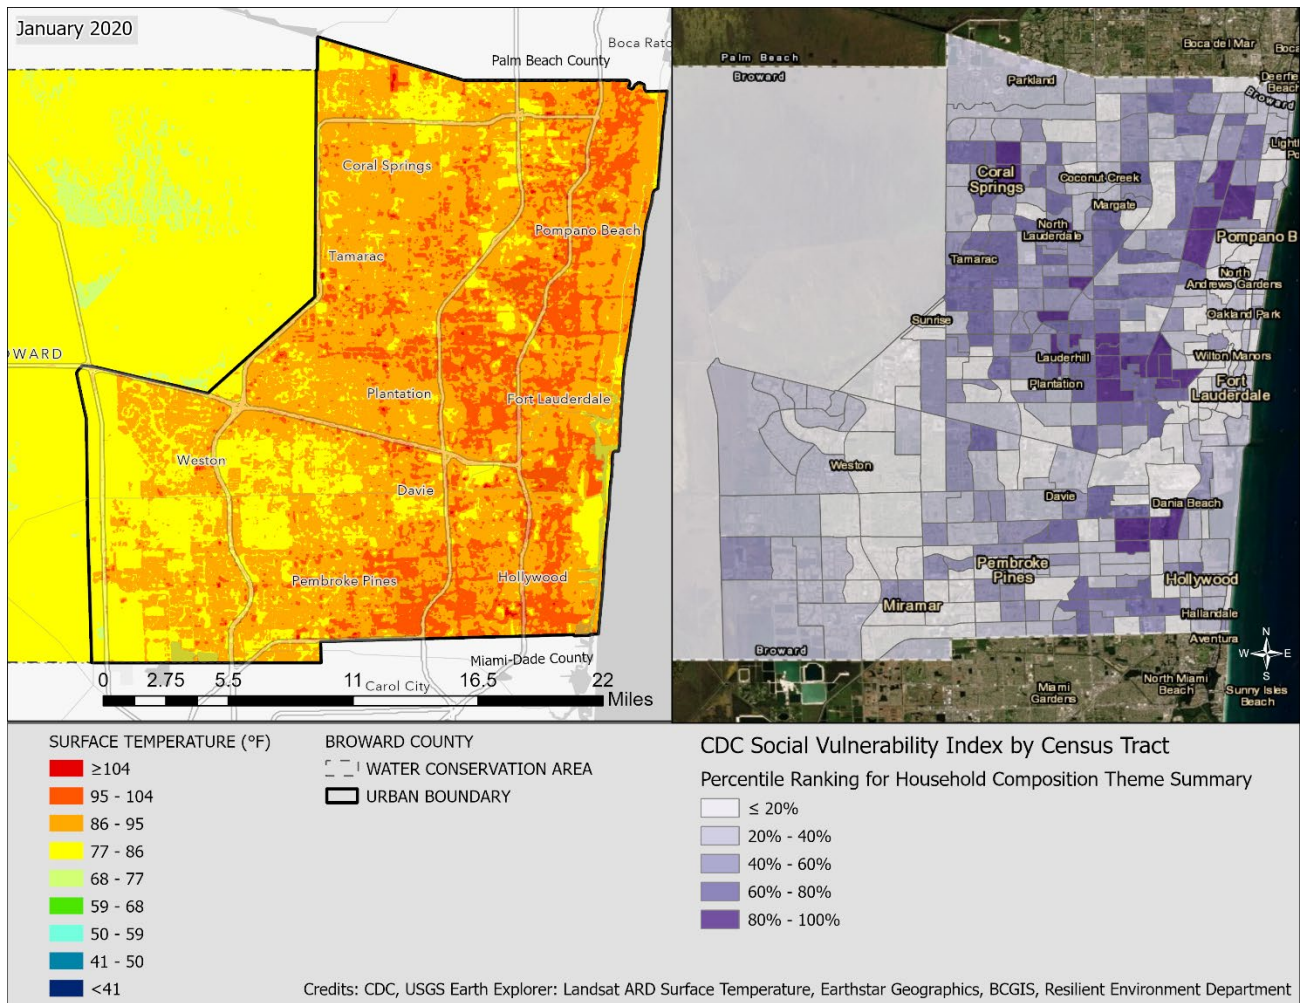 January 2020
Boca Rato
Palm Beach County
Coral Springs
Pompano Beach
Tamarac
OWARD
Plantation
Fort Lauderdale
Weston
Davie
Pembroke Pines
Hollywood
Miami-Dade County
Carol City
0 2.75 5.5 11 16.5 22
Miles
Palm Beach
Broward
Boca del Mar
Boca
Parkland
Deerfie
Beach
Broward
Lighth
Po
Coral
Springs
Coconut Creek
Margate
North
Lauderdale
Pompano B
Tamarac
North
Andrews Gardens
Sunrise
Oakland Park
Lauderhill
Wilton Manors
Plantation
Fort
Lauderdale
Weston
Davie
Dania Beach
Pembroke
Pines
Hollywood
Miramar
Hallandale
Aventura
Broward
N
W E
S
Miami
Gardens
North Miami
Beach
Sunny Isles
Beach
SURFACE TEMPERATURE (°F)
≥104
95 - 104
86 - 95
77 - 86
68 - 77
59 - 68
50 - 59
41 - 50
<41
BROWARD COUNTY
WATER CONSERVATION AREA
URBAN BOUNDARY
CDC Social Vulnerability Index by Census Tract
Percentile Ranking for Household Composition Theme Summary
≤ 20%
20% - 40%
40% - 60%
60% - 80%
80% - 100%
Credits: CDC, USGS Earth Explorer: Landsat ARD Surface Temperature, Earthstar Geographics, BCGIS, Resilient Environment Department